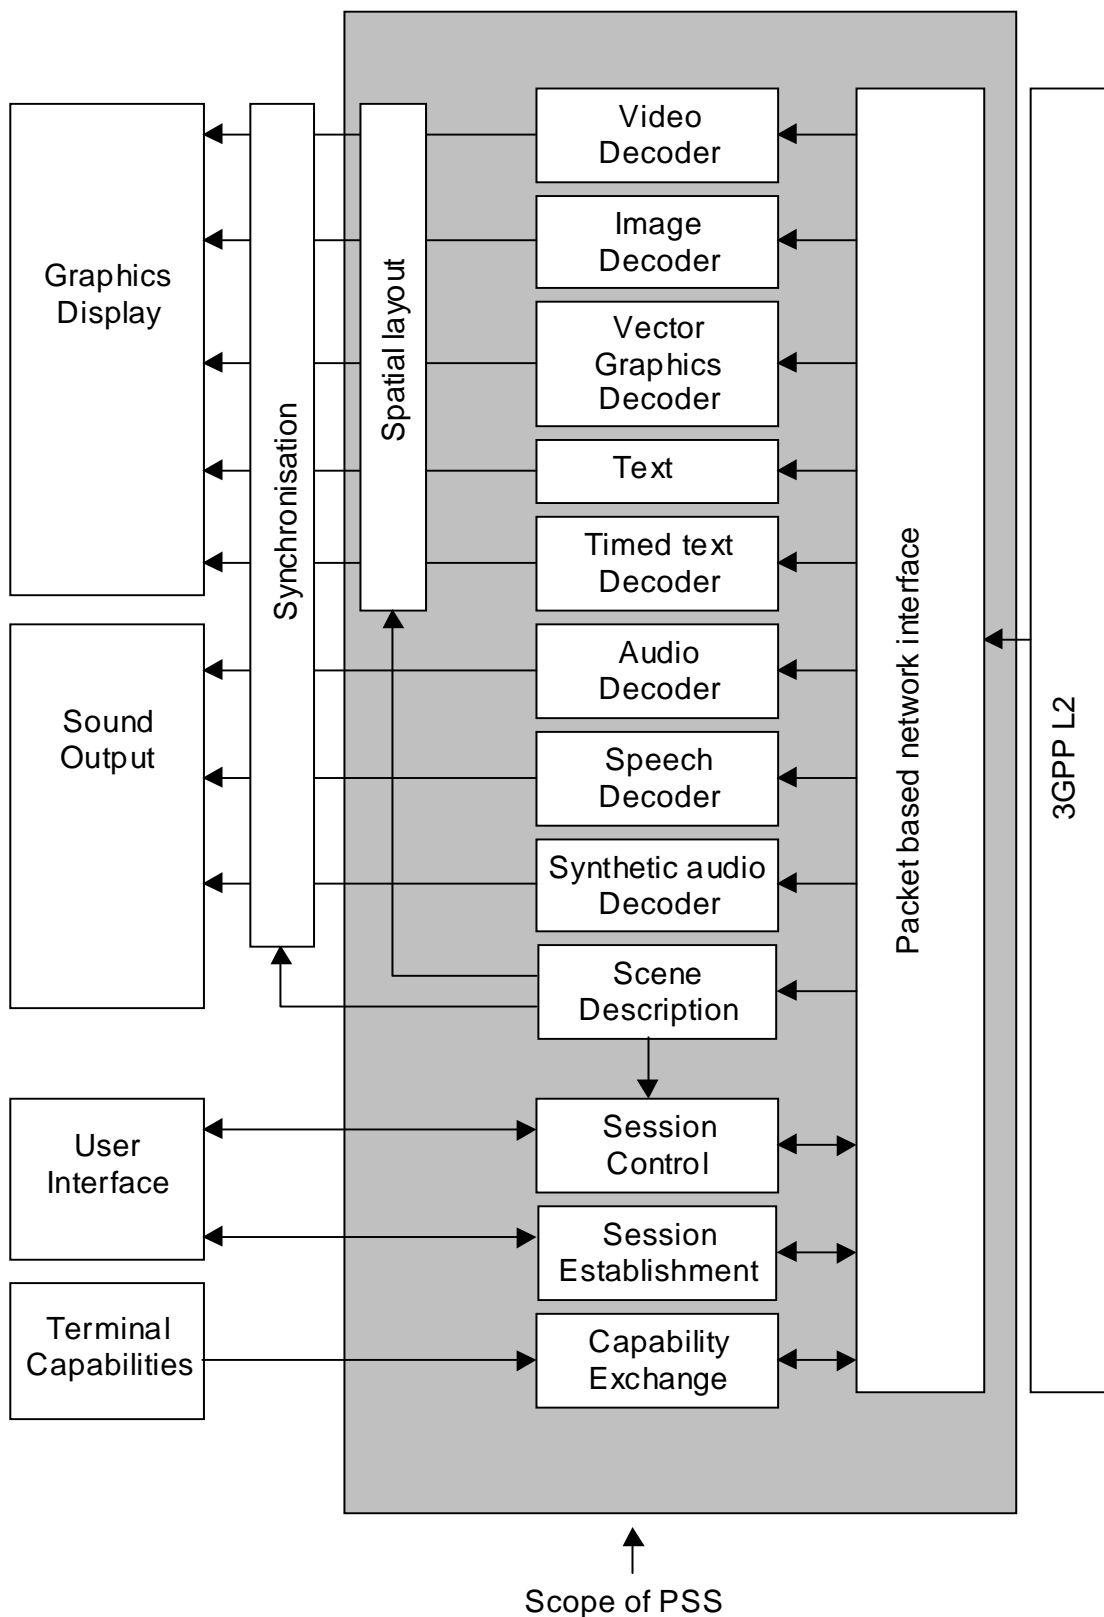 Graphics
Display
Sound
Output
User
Interface
Terminal
Capabilities
Synchronisation
Spatial layout
Video
Decoder
Image
Decoder
Vector
Graphics
Decoder
Text
Timed text
Decoder
Audio
Decoder
Speech
Decoder
Synthetic audio
Decoder
Scene
Description
Session
Control
Session
Establishment
Capability
Exchange
Packet based network interface
3GPP L2
Scope of PSS